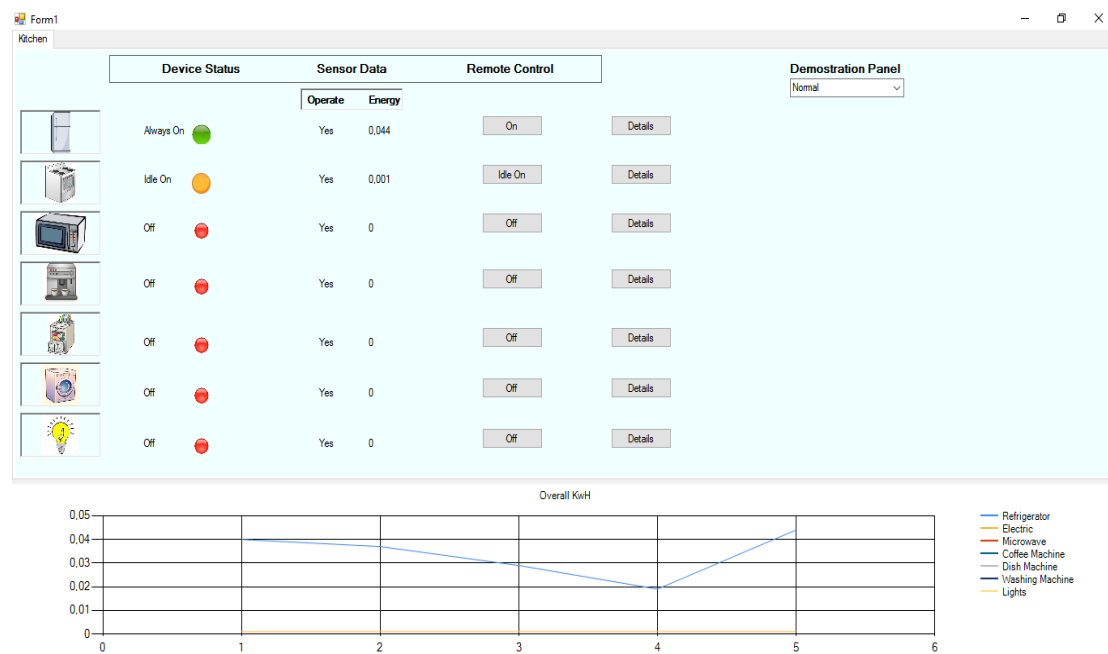 Form1
Kitchen
Device Status Sensor Data Remote Control Demostration Panel
Normal
Operate Energy
Always On Yes 0,044 On Details
Idle On Yes 0,001 Idle On Details
Off Yes 0 Off Details
Off Yes 0 Off Details
Off Yes 0 Off Details
Off Yes 0 Off Details
Off Yes 0 Off Details
Overall KwH
0,05
0,04
0,03
0,02
0,01
0
0 1 2 3 4 5 6
Refrigerator
Electric
Microwave
Coffee Machine
Dish Machine
Washing Machine
Lights